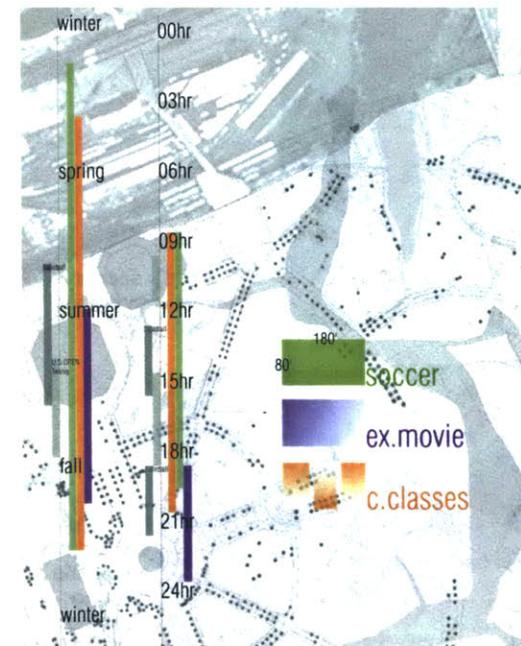 winter
00hr
03hr
spring
06hr
09hr
summer
12hr
180'
80'
soccer
U.S. OPEN
15hr
ex.movie
18hr
fall
c.classes
21hr
24hr
winter